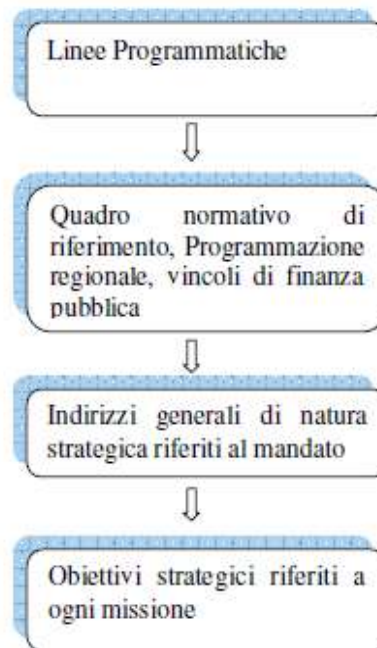 Linee Programmatiche
Quadro normativo di
riferimento, Programmazione
regionale, vincoli di finanza
pubblica
Indirizzi generali di natura
strategica riferiti al mandato
Obiettivi strategici riferiti a
ogni missione